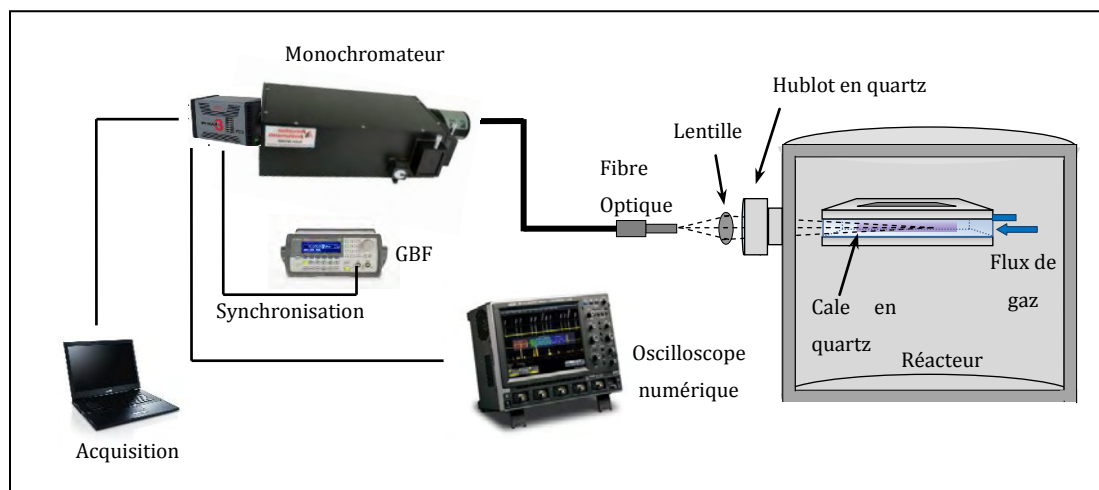 Monochromateur
Hublot en quartz
Lentille
Fibre
Optique
GBF
Synchronisation
Flux de
gaz
Cale en
quartz
Réacteur
Oscilloscope
numérique
Acquisition